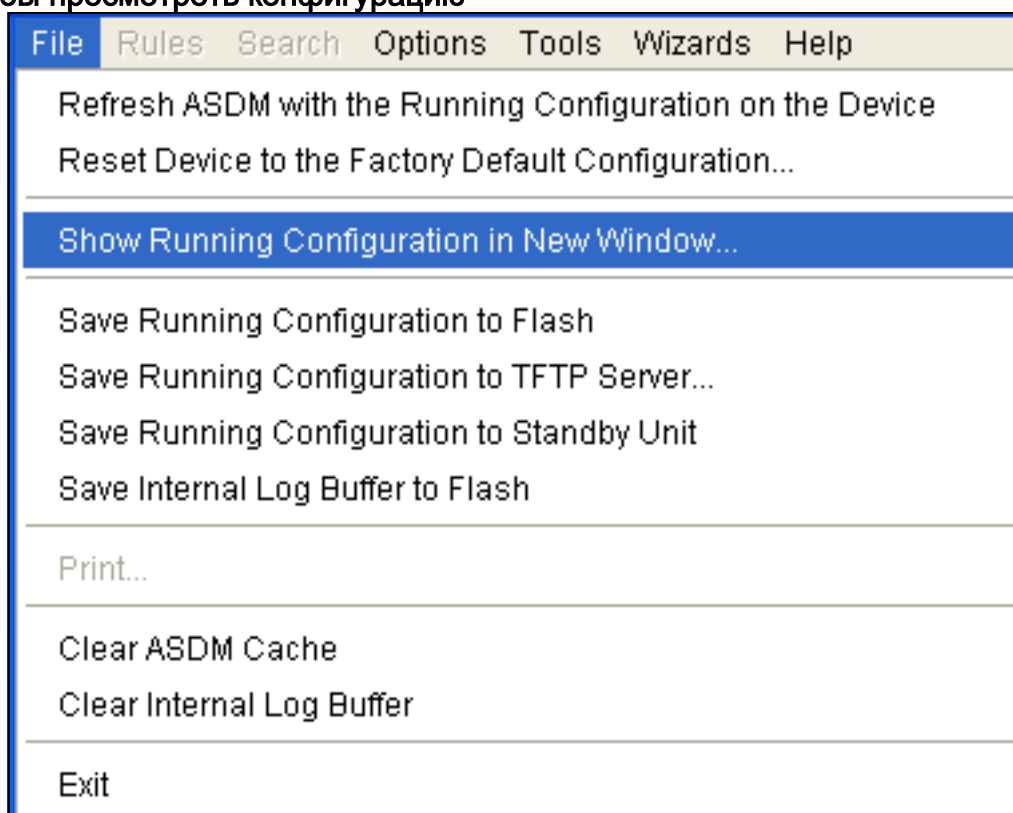 просмотреть конфигурацию
File Rules Search Options Tools Wizards Help
Refresh ASDM with the Running Configuration on the Device
Reset Device to the Factory Default Configuration...
Show Running Configuration in New Window...
Save Running Configuration to Flash
Save Running Configuration to TFTP Server...
Save Running Configuration to Standby Unit
Save Internal Log Buffer to Flash
Print...
Clear ASDM Cache
Clear Internal Log Buffer
Exit